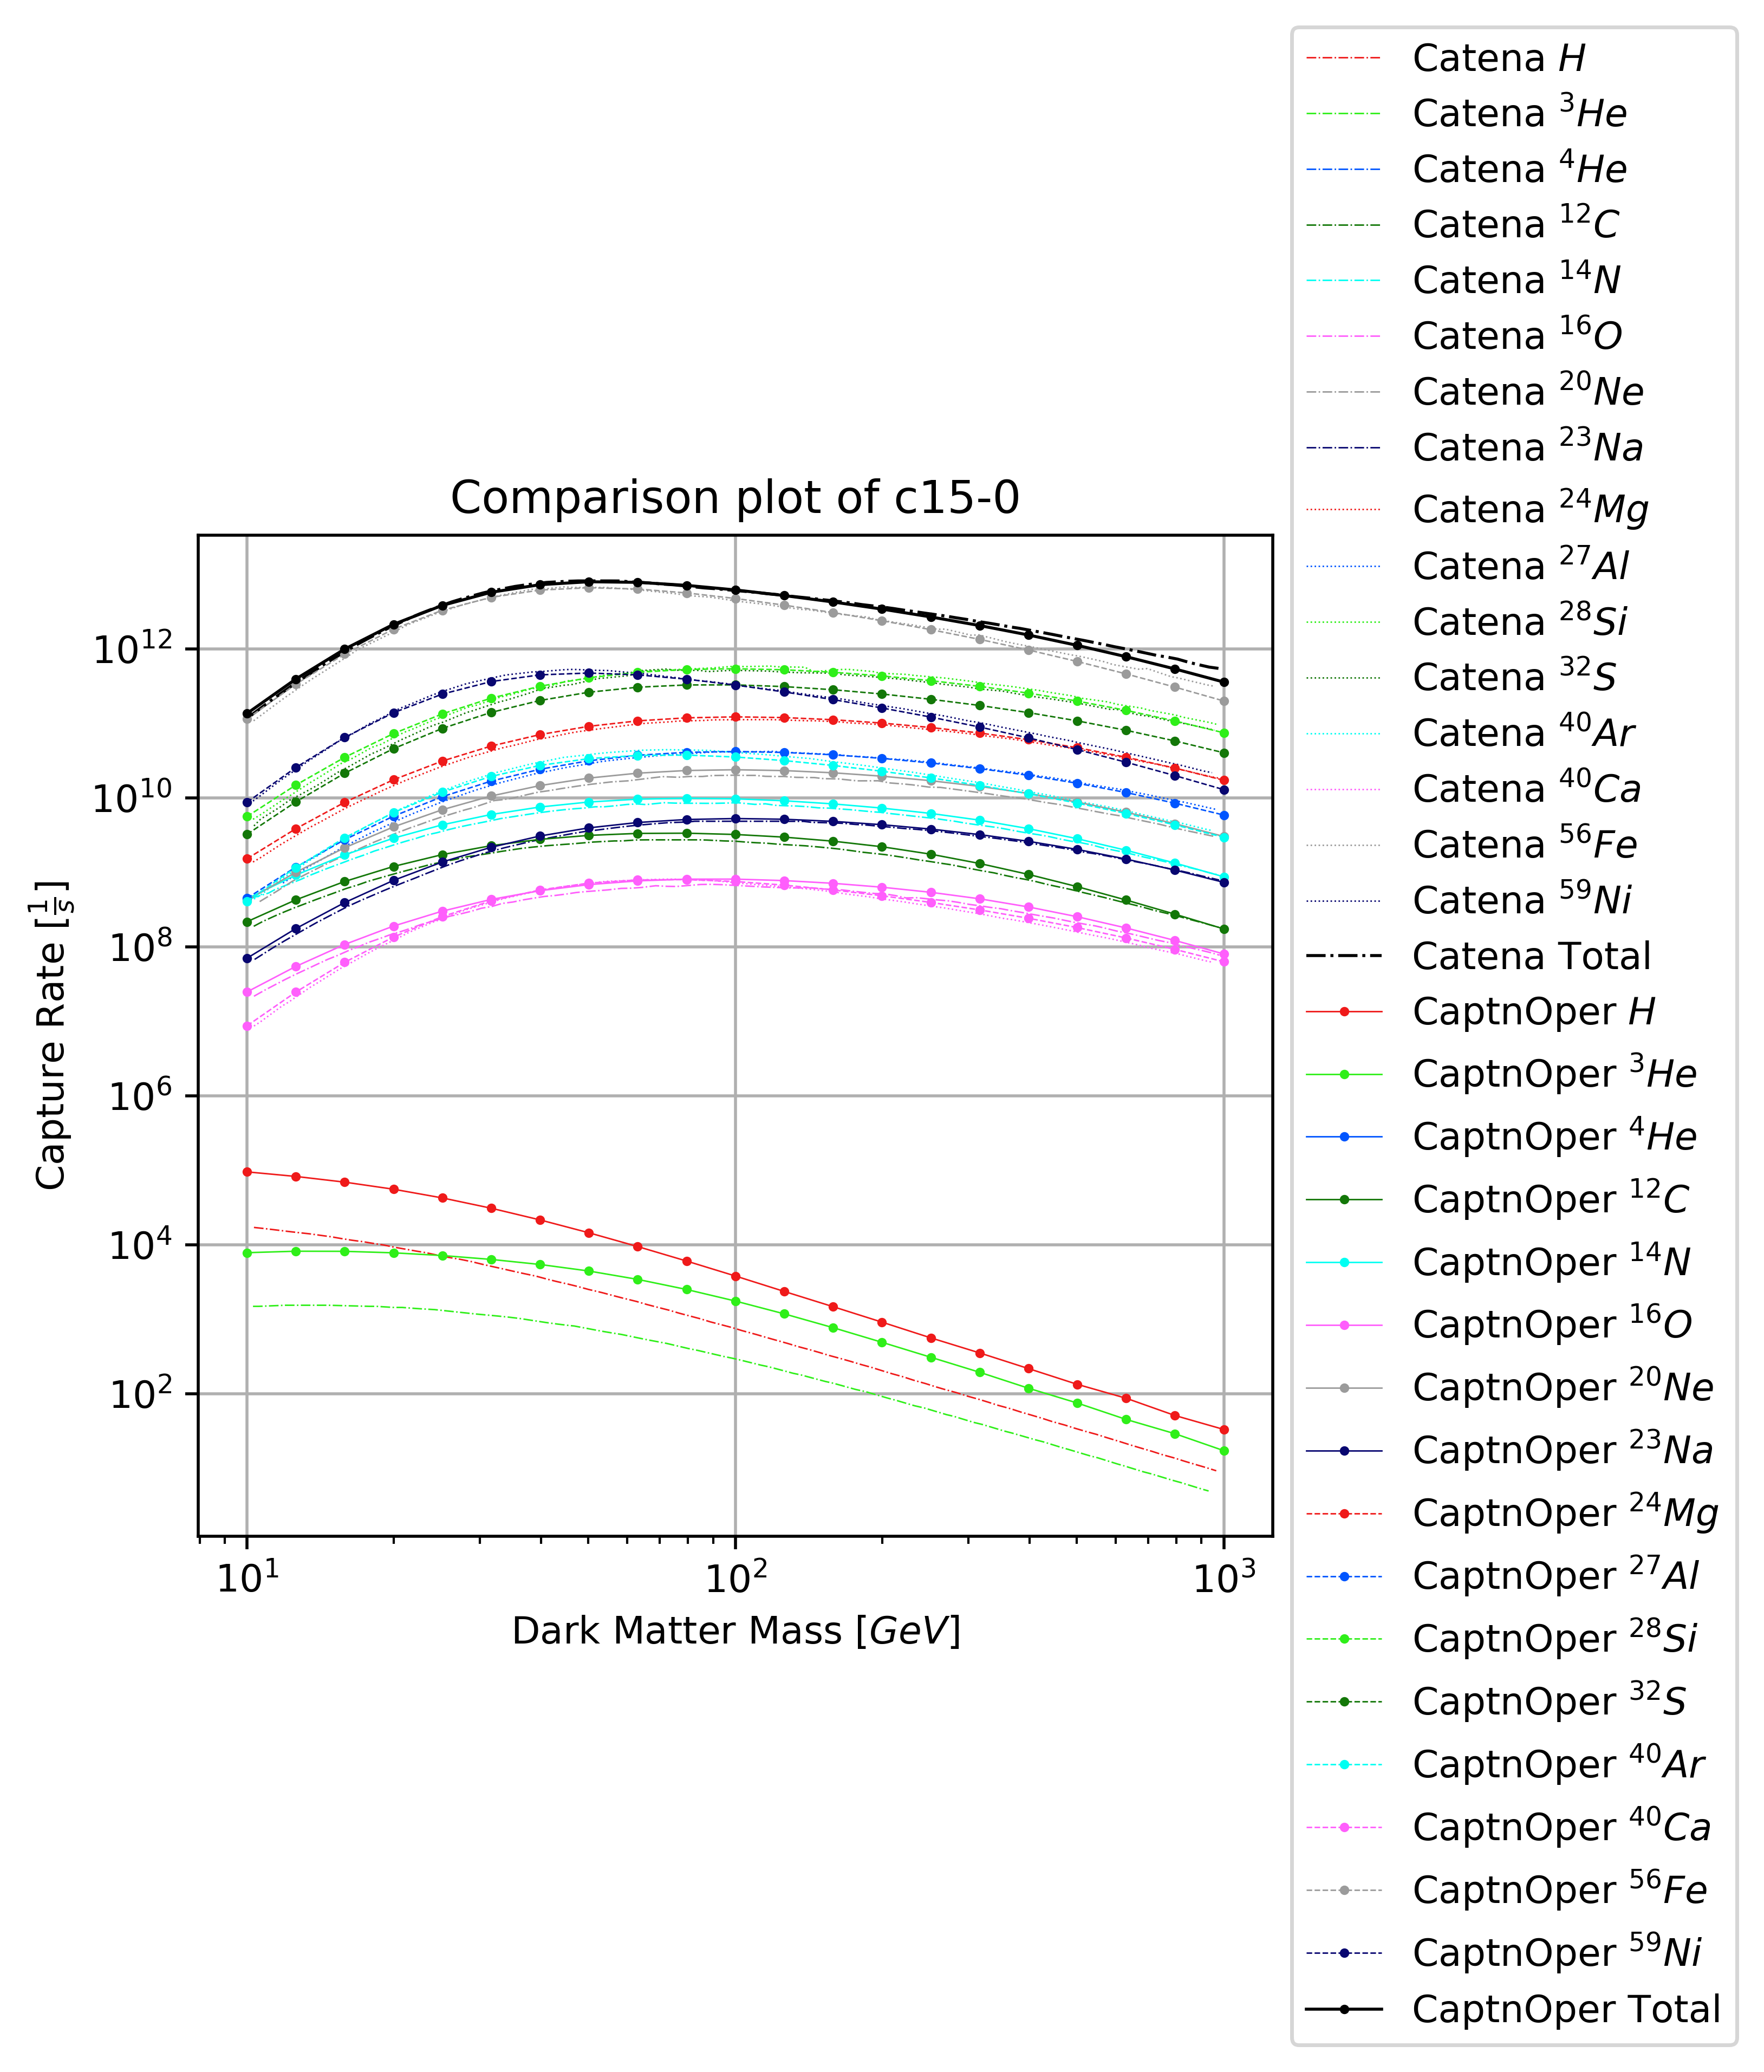 Comparison plot of c15-0
Capture Rate [1/s]
10^12
10^10
10^8
10^6
10^4
10^2
10^1 10^2 10^3
Dark Matter Mass [GeV]
Catena H
Catena ^3He
Catena ^4He
Catena ^12C
Catena ^14N
Catena ^16O
Catena ^20Ne
Catena ^23Na
Catena ^24Mg
Catena ^27Al
Catena ^28Si
Catena ^32S
Catena ^40Ar
Catena ^40Ca
Catena ^56Fe
Catena ^59Ni
Catena Total
CaptnOper H
CaptnOper ^3He
CaptnOper ^4He
CaptnOper ^12C
CaptnOper ^14N
CaptnOper ^16O
CaptnOper ^20Ne
CaptnOper ^23Na
CaptnOper ^24Mg
CaptnOper ^27Al
CaptnOper ^28Si
CaptnOper ^32S
CaptnOper ^40Ar
CaptnOper ^40Ca
CaptnOper ^56Fe
CaptnOper ^59Ni
CaptnOper Total